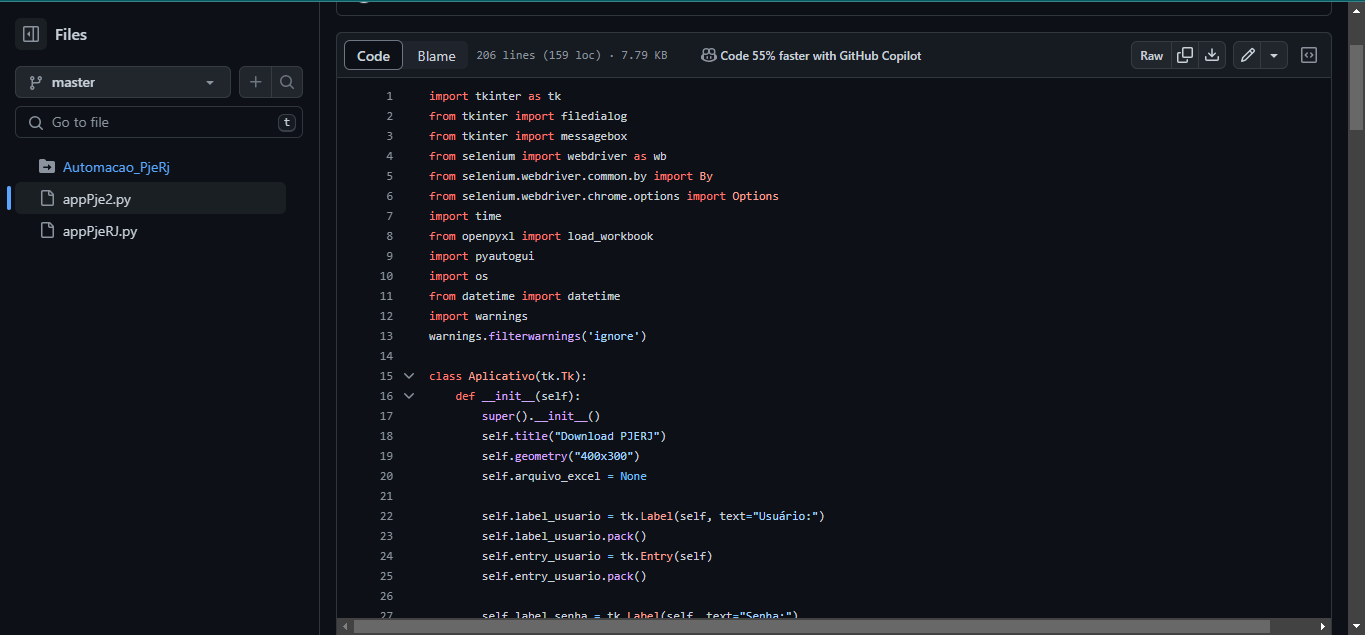 Files
master
Go to file
t
Automacao_PjeRj
appPje2.py
appPjeRJ.py
Code Blame 206 lines (159 loc) · 7.79 KB Code 55% faster with GitHub Copilot Raw
1 import tkinter as tk
2 from tkinter import filedialog
3 from tkinter import messagebox
4 from selenium import webdriver as wb
5 from selenium.webdriver.common.by import By
6 from selenium.webdriver.chrome.options import Options
7 import time
8 from openpyxl import load_workbook
9 import pyautogui
10 import os
11 from datetime import datetime
12 import warnings
13 warnings.filterwarnings('ignore')
14
15 class Aplicativo(tk.Tk):
16 def __init__(self):
17 super().__init__()
18 self.title("Download PJERJ")
19 self.geometry("400x300")
20 self.arquivo_excel = None
21
22 self.label_usuario = tk.Label(self, text="Usuário:")
23 self.label_usuario.pack()
24 self.entry_usuario = tk.Entry(self)
25 self.entry_usuario.pack()
26
27 self.label_senha = tk.Label(self, text="Senha:")